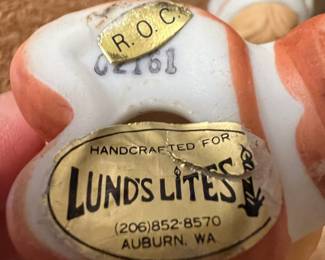 R.O.C.
02161
HANDCRAFTED FOR
LUND'S LITES
(206)852-8570
AUBURN, WA